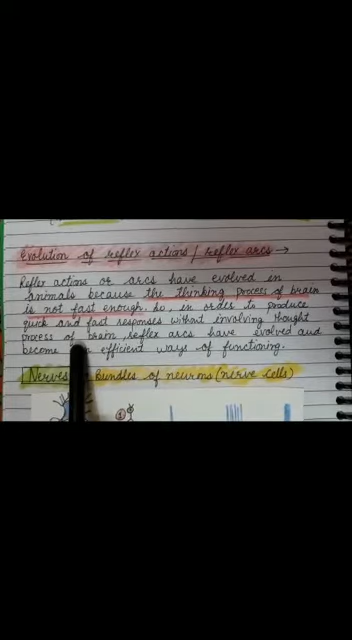 Evolution of reflex actions / reflex arcs →
Reflex actions or arcs have evolved in
animals because the thinking process of brain
is not fast enough. So, in order to produce
quick and fast responses without involving thought
process of brain, reflex arcs have evolved and
become efficient ways of functioning.
Nerves bundles of neurons (nerve cells)